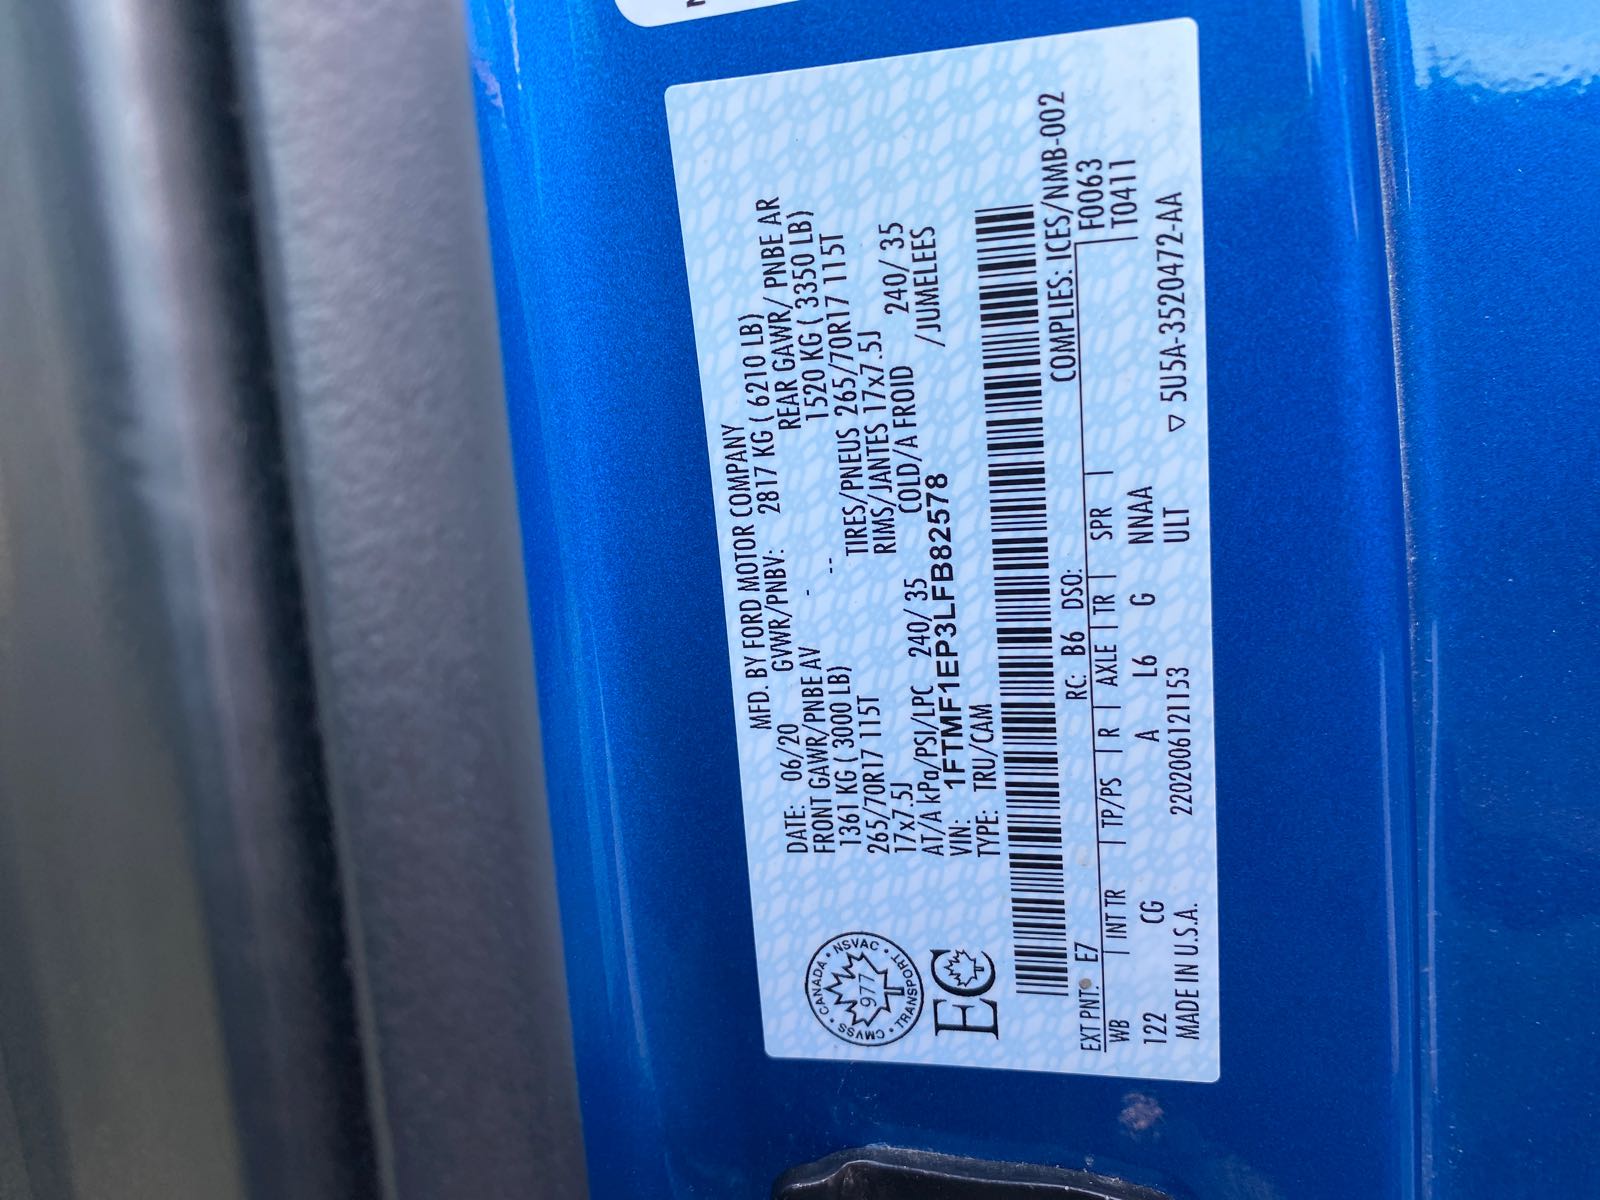 MFD. BY FORD MOTOR COMPANY
DATE: 06/20 GVWR/PNBV: 2817 KG ( 6210 LB)
FRONT GAWR/PNBE AV - REAR GAWR/ PNBE AR
1361 KG ( 3000 LB) -- 1520 KG ( 3350 LB)
265/70R17 115T TIRES/PNEUS 265/70R17 115T
17x7.5J RIMS/JANTES 17x7.5J
AT/A kPa/PSI/LPC 240/ 35 COLD/A FROID 240/ 35
VIN: 1FTMF1EP3LFB82578 /JUMELEES
TYPE: TRU/CAM
CANADA • NSVAC • TRANSPORT • CMVSS •
977
EC
COMPLIES: ICES/NMB-002
EXT PNT: E7 RC: B6 DSO: F0063
WB | INT TR | TP/PS | R | AXLE | TR | SPR | T0411
122 CG A L6 G NNAA
MADE IN U.S.A. 220200612​1153 ULT ▽ 5U5A-3520472-AA